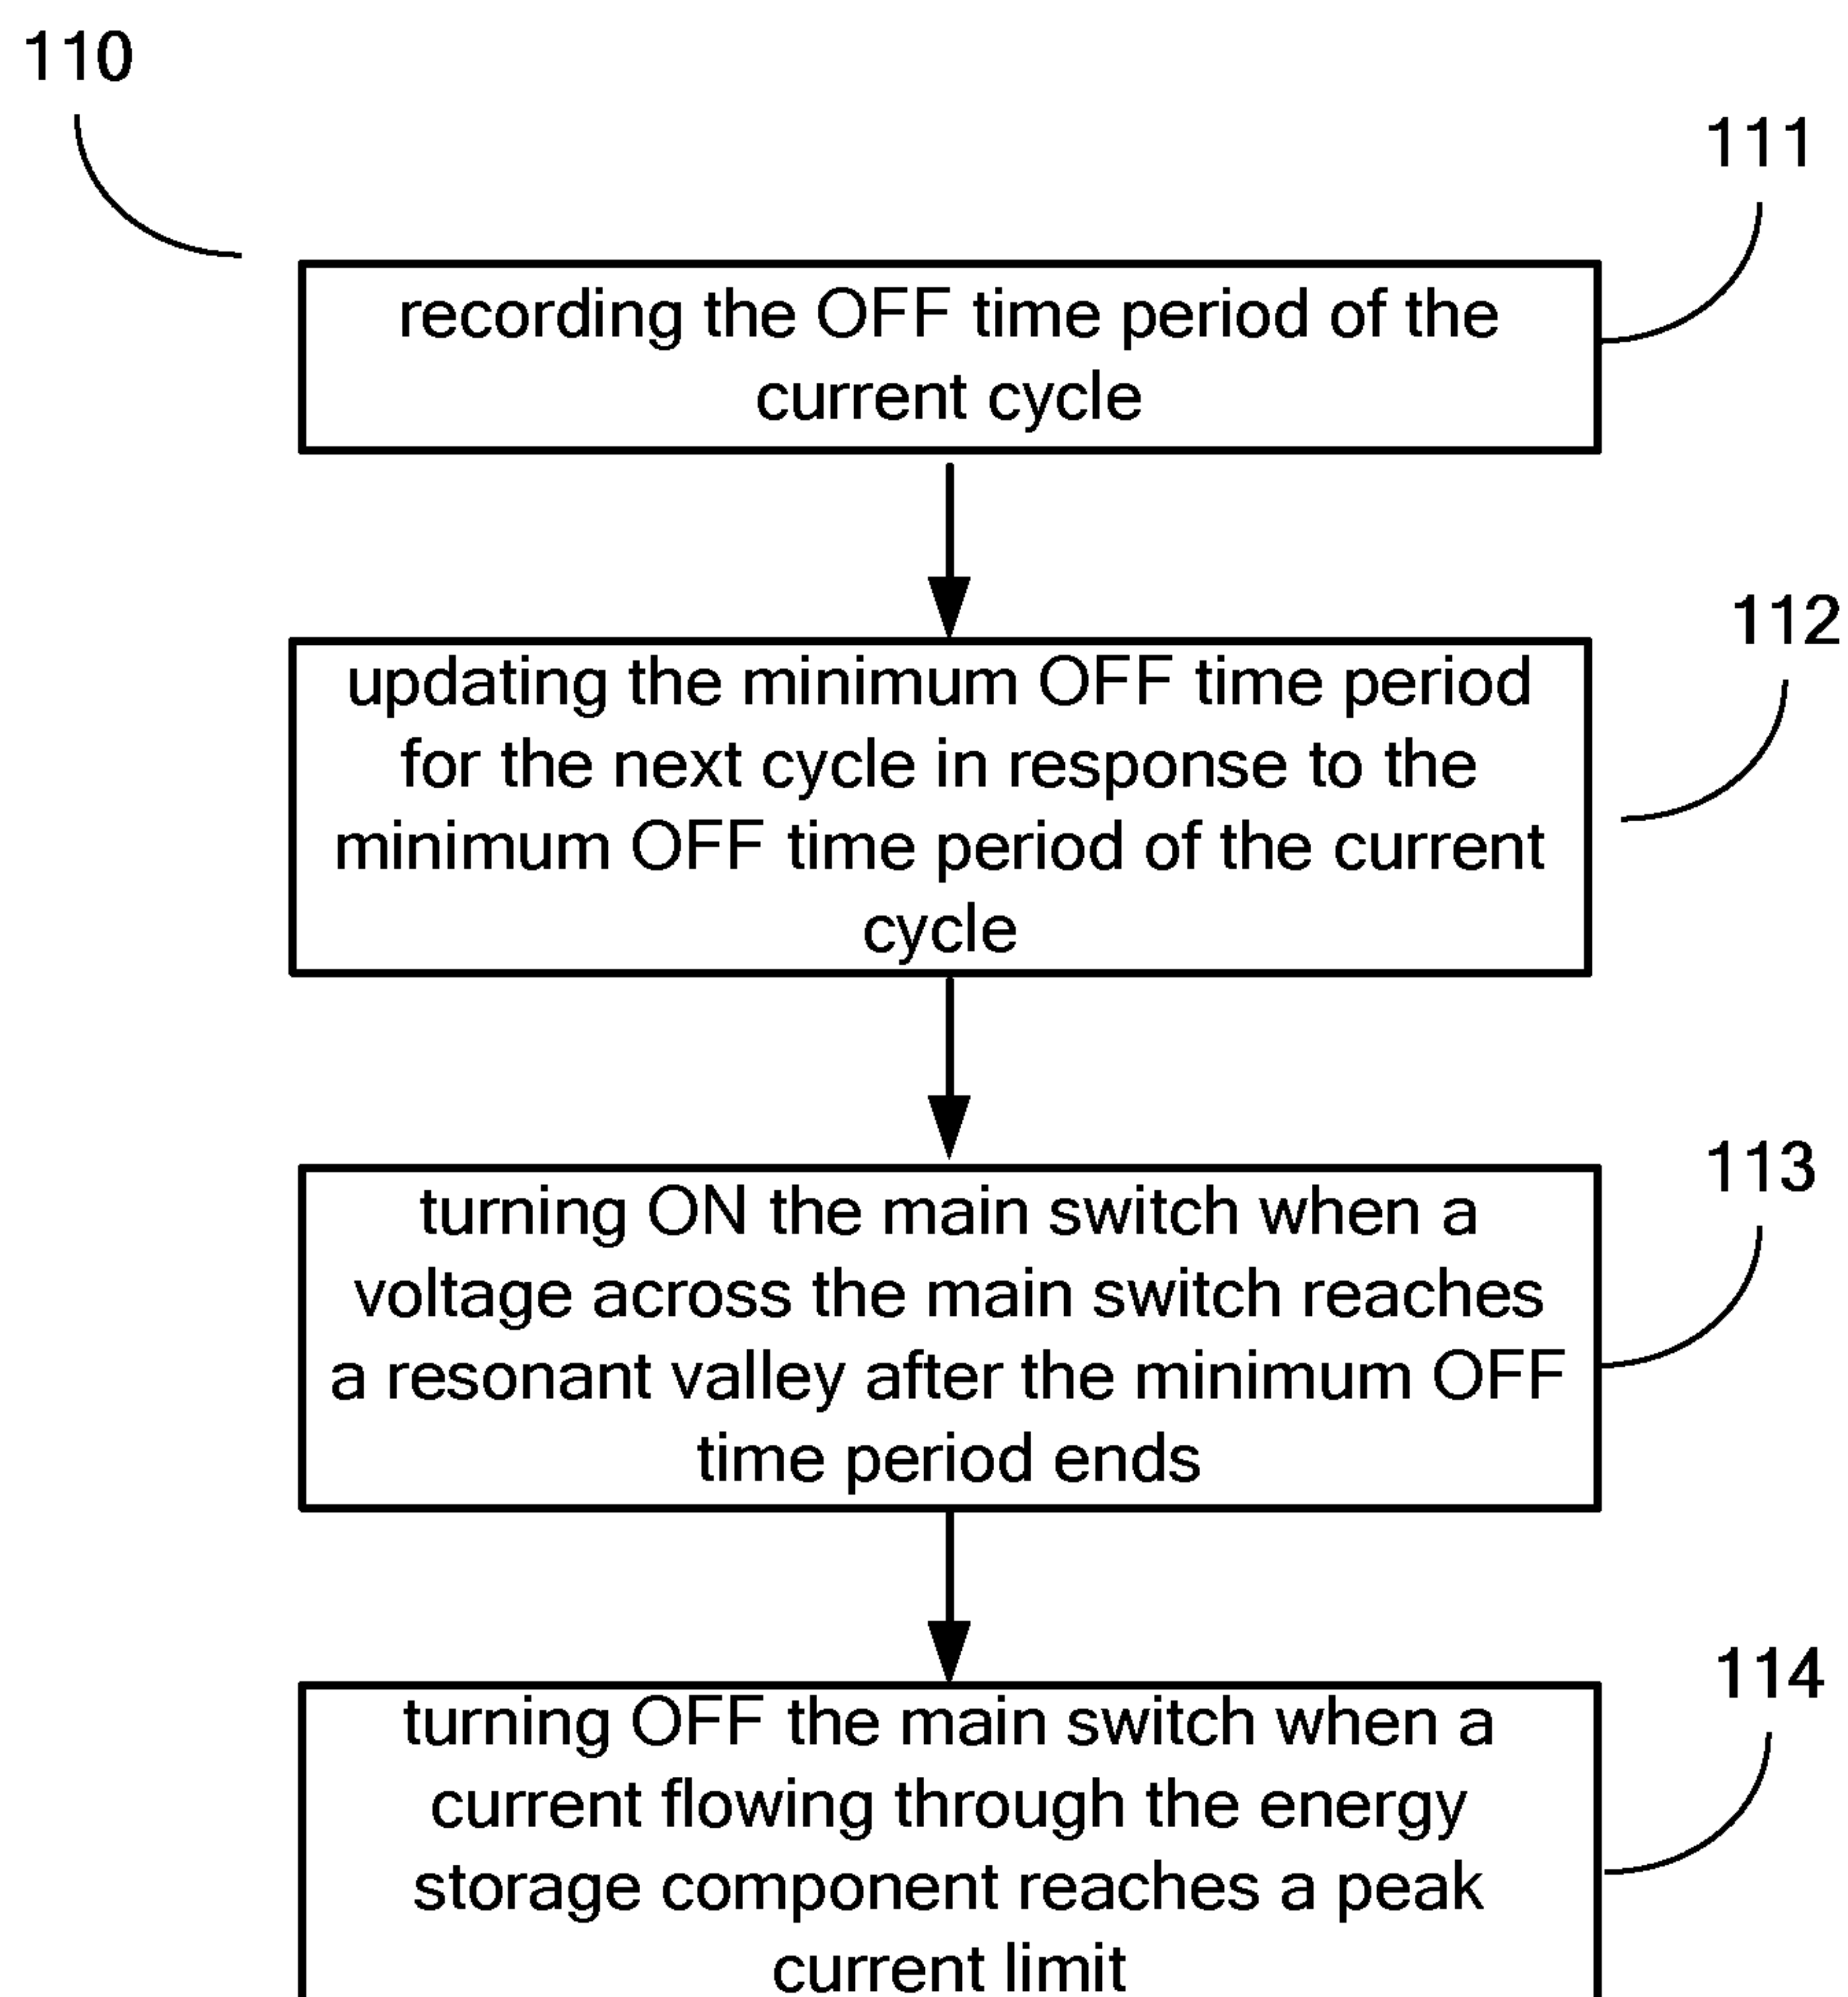 110
111
recording the OFF time period of the
current cycle
112
updating the minimum OFF time period
for the next cycle in response to the
minimum OFF time period of the current
cycle
113
turning ON the main switch when a
voltage across the main switch reaches
a resonant valley after the minimum OFF
time period ends
114
turning OFF the main switch when a
current flowing through the energy
storage component reaches a peak
current limit